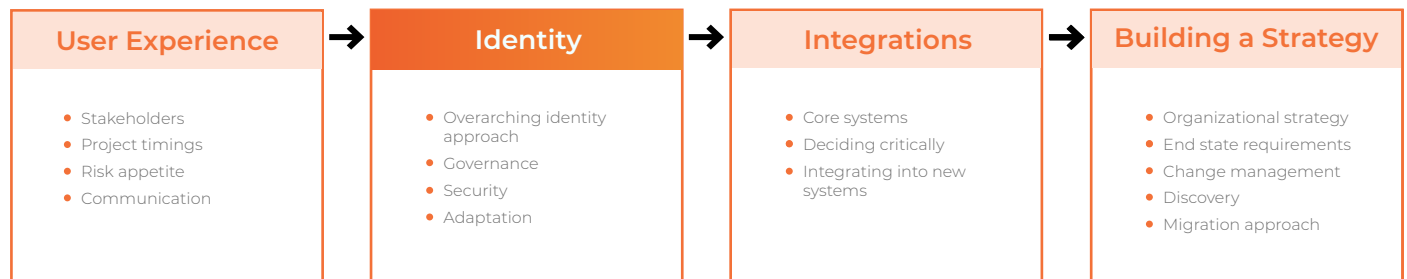 User Experience
Stakeholders
Project timings
Risk appetite
Communication
Identity
Overarching identity
approach
Governance
Security
Adaptation
Integrations
Core systems
Deciding critically
Integrating into new
systems
Building a Strategy
Organizational strategy
End state requirements
Change management
Discovery
Migration approach